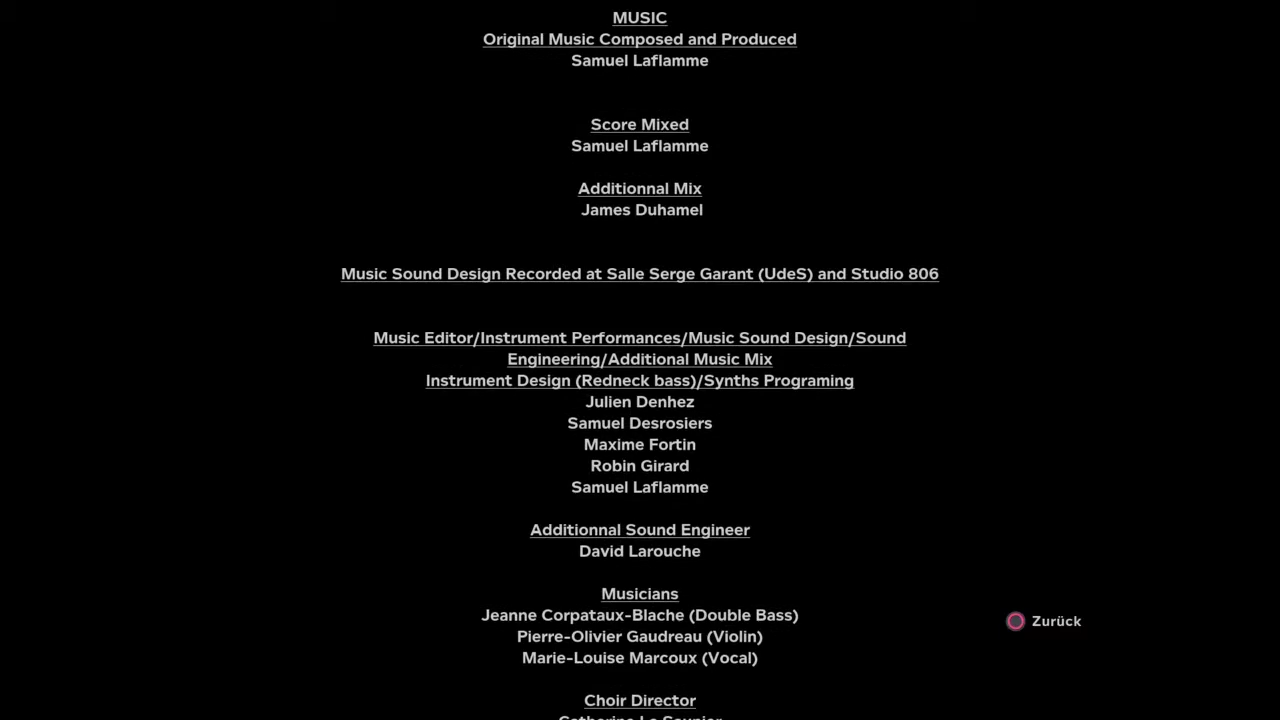 MUSIC
Original Music Composed and Produced
Samuel Laflamme
Score Mixed
Samuel Laflamme
Additionnal Mix
James Duhamel
Music Sound Design Recorded at Salle Serge Garant (UdeS) and Studio 806
Music Editor/Instrument Performances/Music Sound Design/Sound
Engineering/Additional Music Mix
Instrument Design (Redneck bass)/Synths Programing
Julien Denhez
Samuel Desrosiers
Maxime Fortin
Robin Girard
Samuel Laflamme
Additionnal Sound Engineer
David Larouche
Musicians
Jeanne Corpataux-Blache (Double Bass)
Pierre-Olivier Gaudreau (Violin)
Marie-Louise Marcoux (Vocal)
Zurück
Choir Director